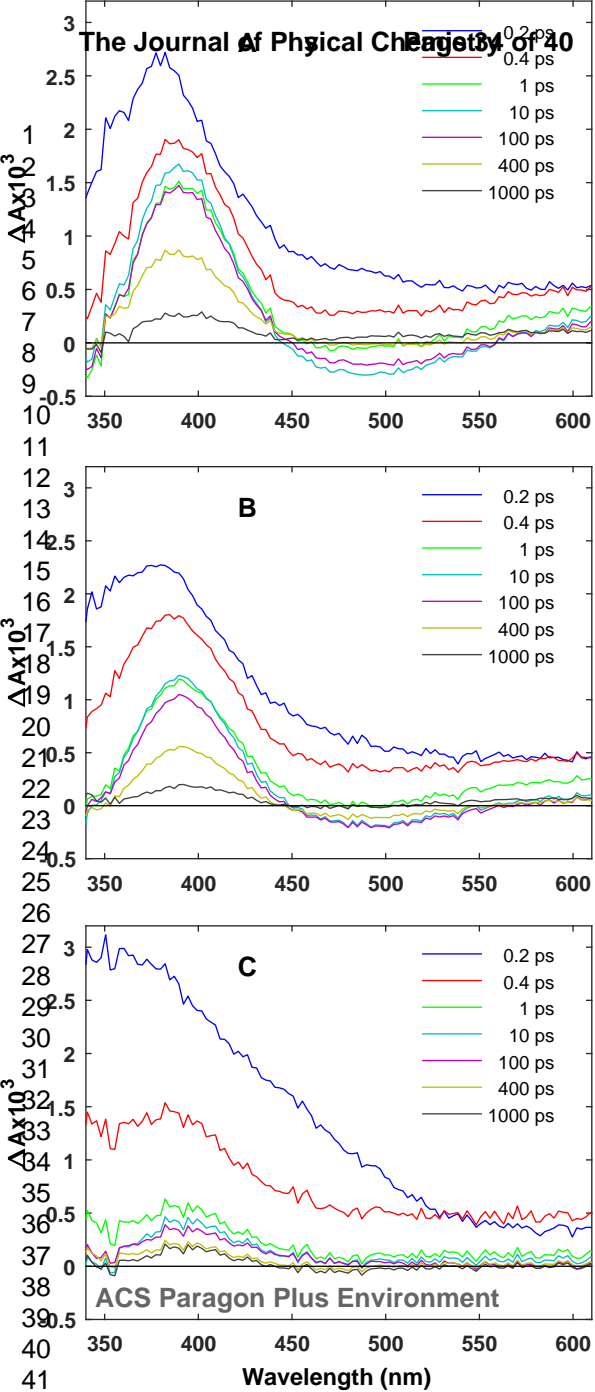 The Journal of Physical Chemistry
Page 34 of 40
A
0.2 ps
0.4 ps
1 ps
10 ps
100 ps
400 ps
1000 ps
3
2.5
2
1.5
1
0.5
0
-0.5
ΔAx10³
350 400 450 500 550 600
B
0.2 ps
0.4 ps
1 ps
10 ps
100 ps
400 ps
1000 ps
3
2.5
2
1.5
1
0.5
0
-0.5
ΔAx10³
350 400 450 500 550 600
C
0.2 ps
0.4 ps
1 ps
10 ps
100 ps
400 ps
1000 ps
3
2.5
2
1.5
1
0.5
0
-0.5
ΔAx10³
350 400 450 500 550 600
Wavelength (nm)
ACS Paragon Plus Environment
1
2
3
4
5
6
7
8
9
10
11
12
13
14
15
16
17
18
19
20
21
22
23
24
25
26
27
28
29
30
31
32
33
34
35
36
37
38
39
40
41